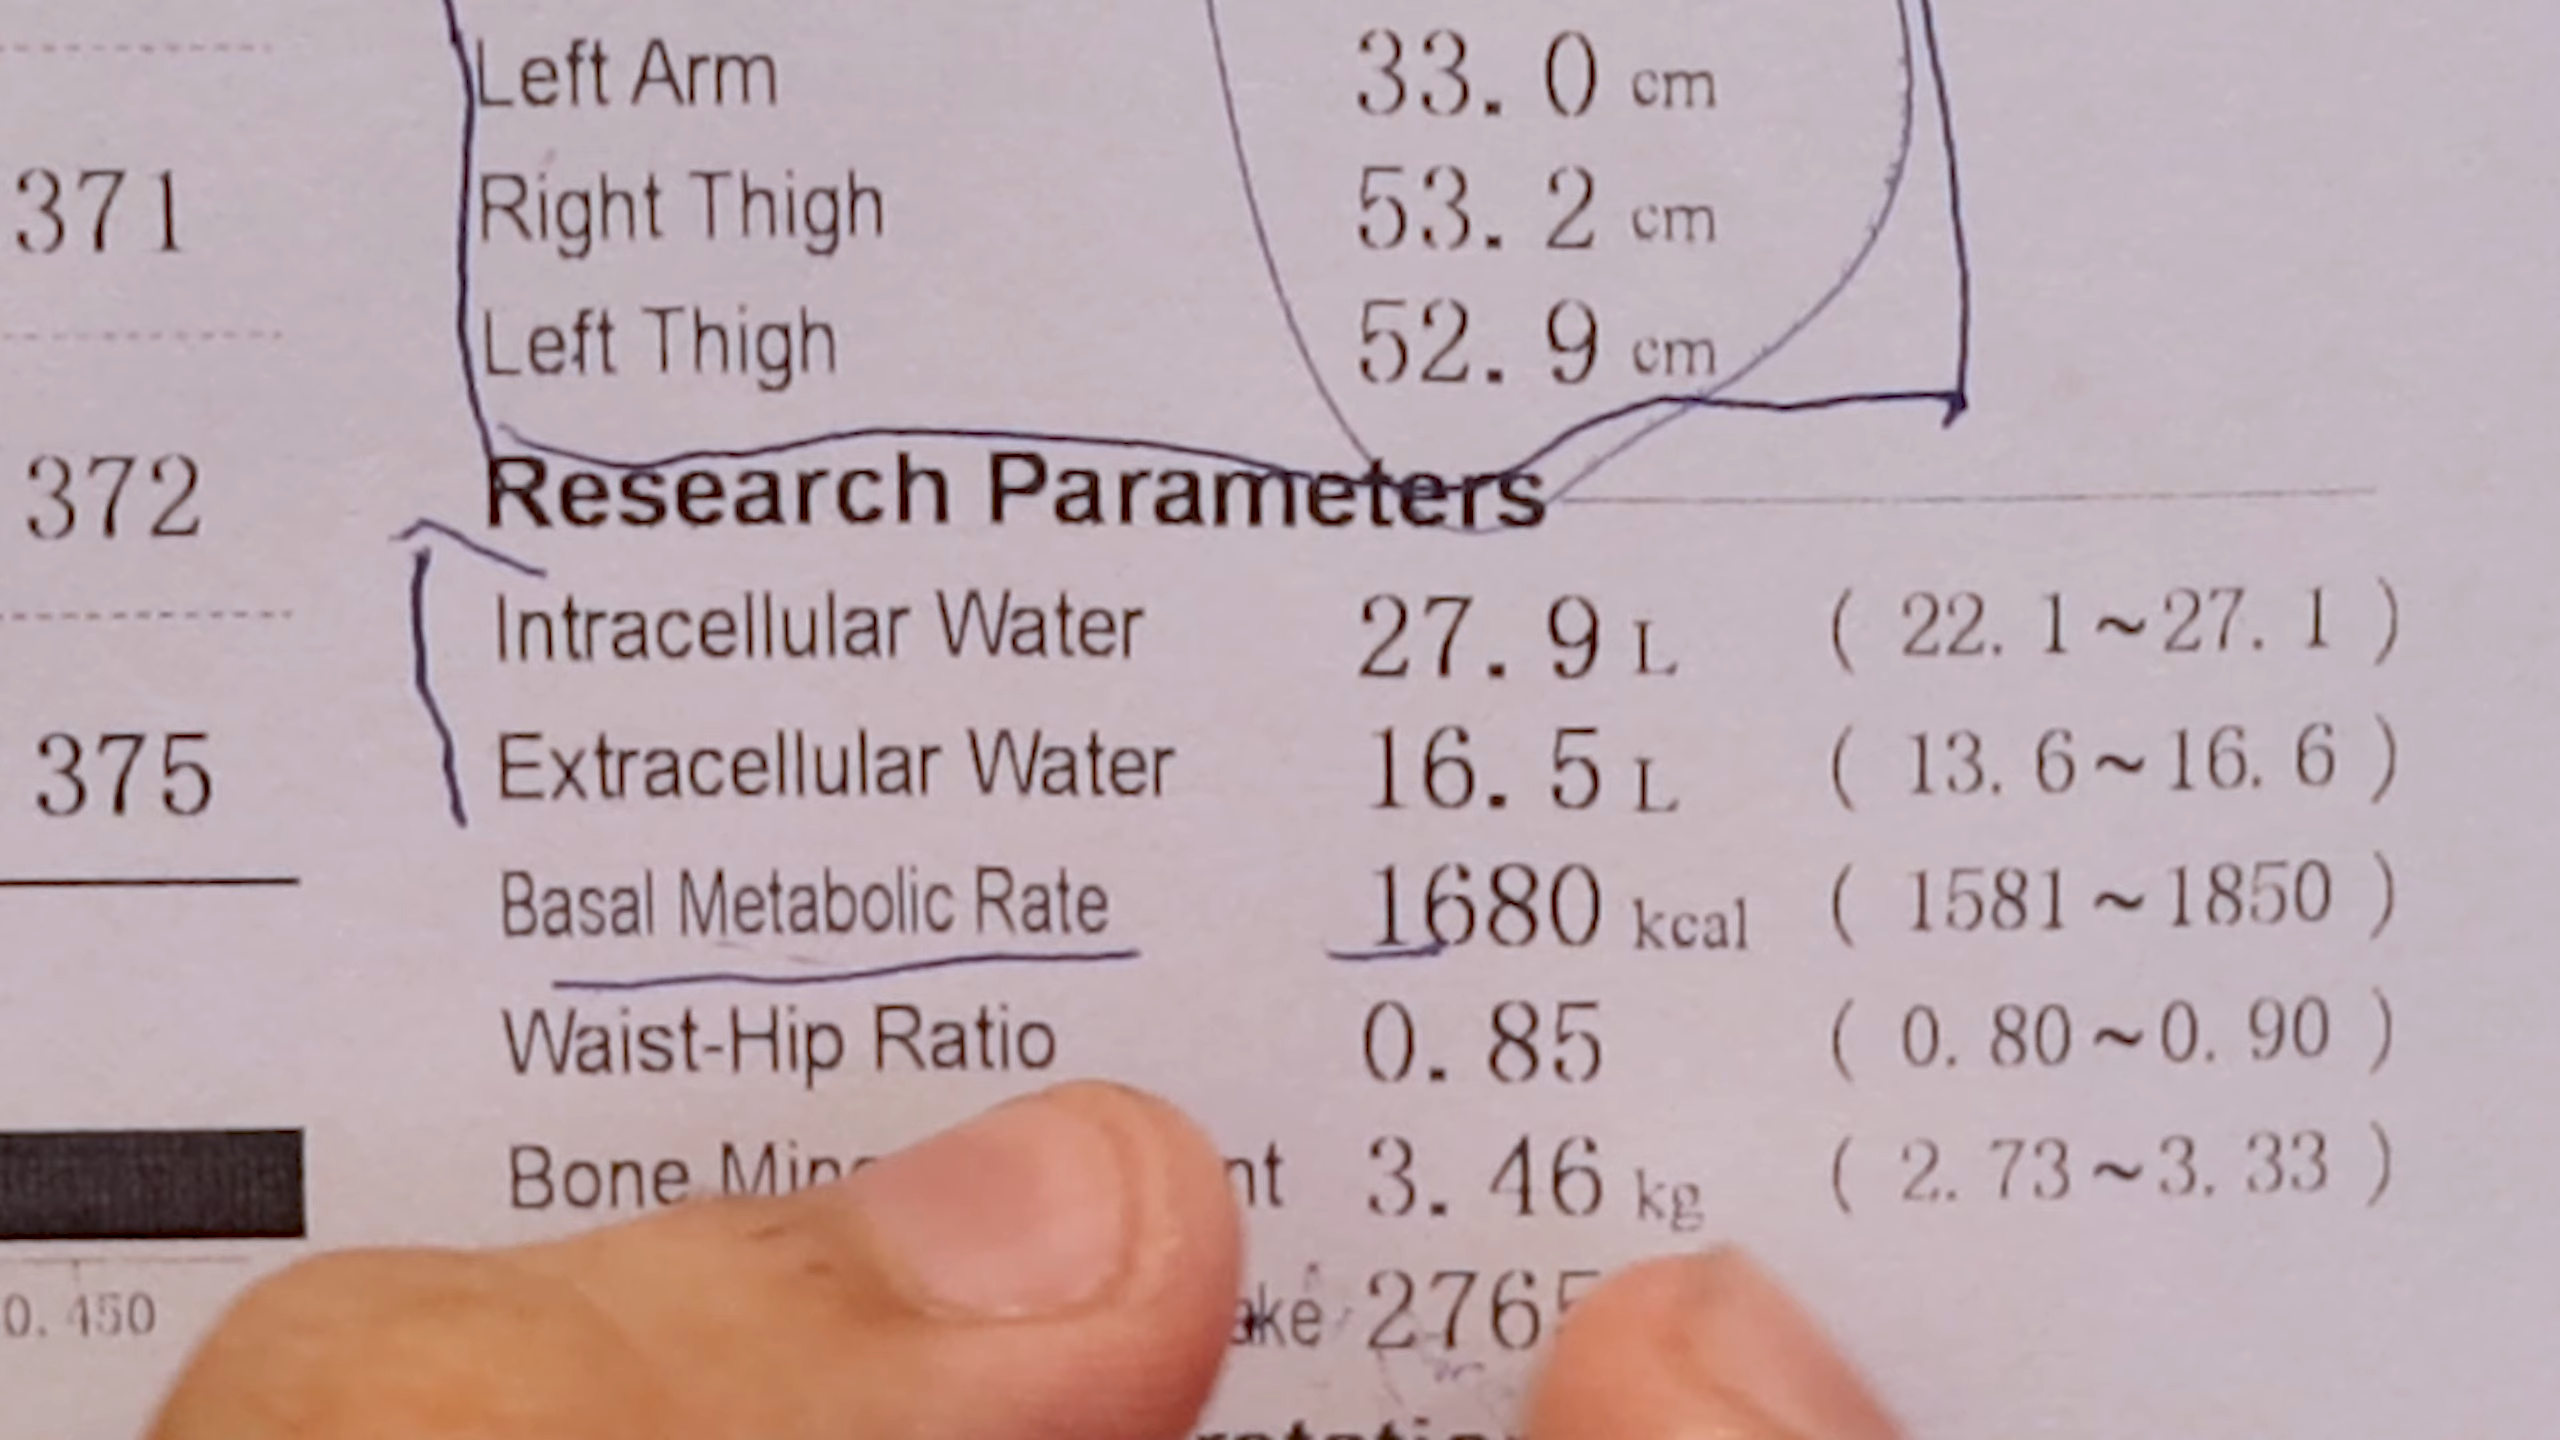 Left Arm 33.0 cm
371
Right Thigh 53.2 cm
Left Thigh 52.9 cm
372
Research Parameters
Intracellular Water 27.9 L ( 22.1~27.1 )
375
Extracellular Water 16.5 L ( 13.6~16.6 )
Basal Metabolic Rate 1680 kcal ( 1581~1850 )
Waist-Hip Ratio 0.85 ( 0.80~0.90 )
Bone 3.46 kg ( 2.73~3.33 )
0.450